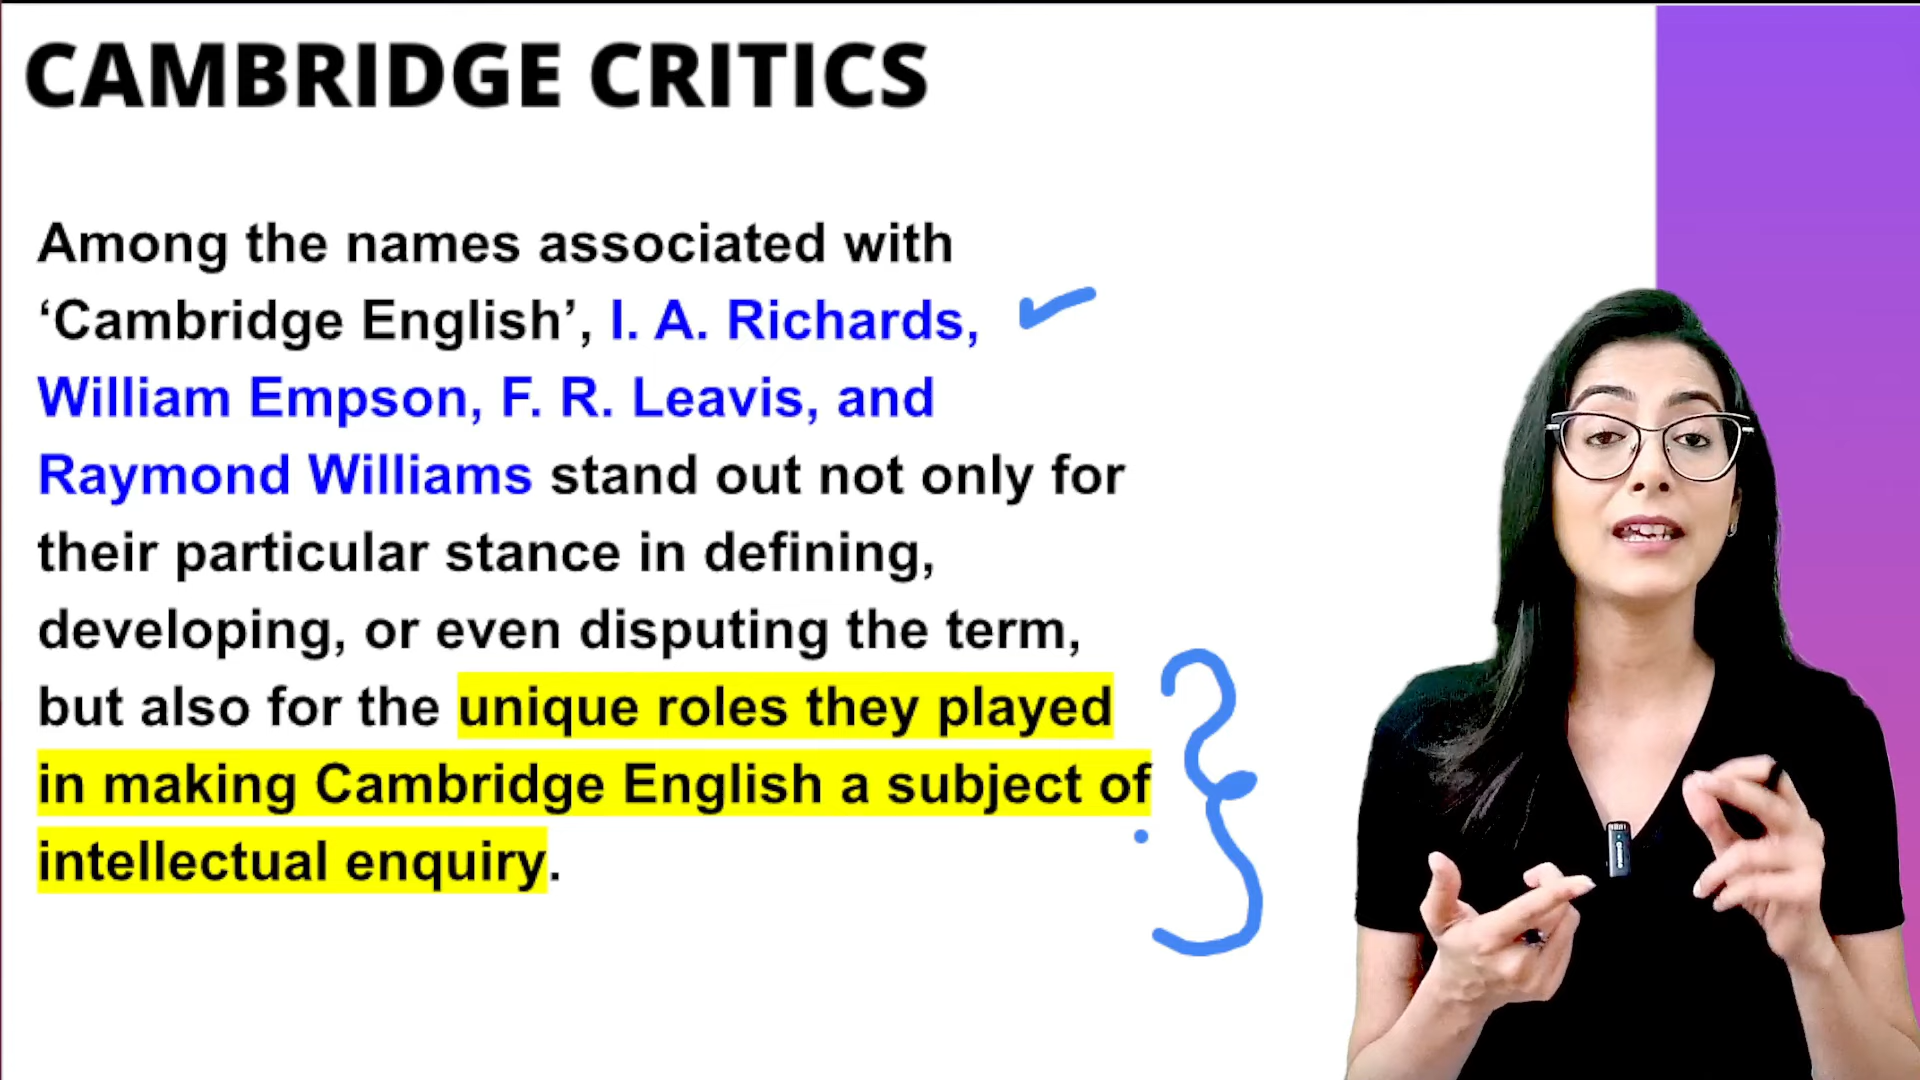 CAMBRIDGE CRITICS
Among the names associated with
‘Cambridge English’, I. A. Richards,
William Empson, F. R. Leavis, and
Raymond Williams stand out not only for
their particular stance in defining,
developing, or even disputing the term,
but also for the unique roles they played
in making Cambridge English a subject of
intellectual enquiry.